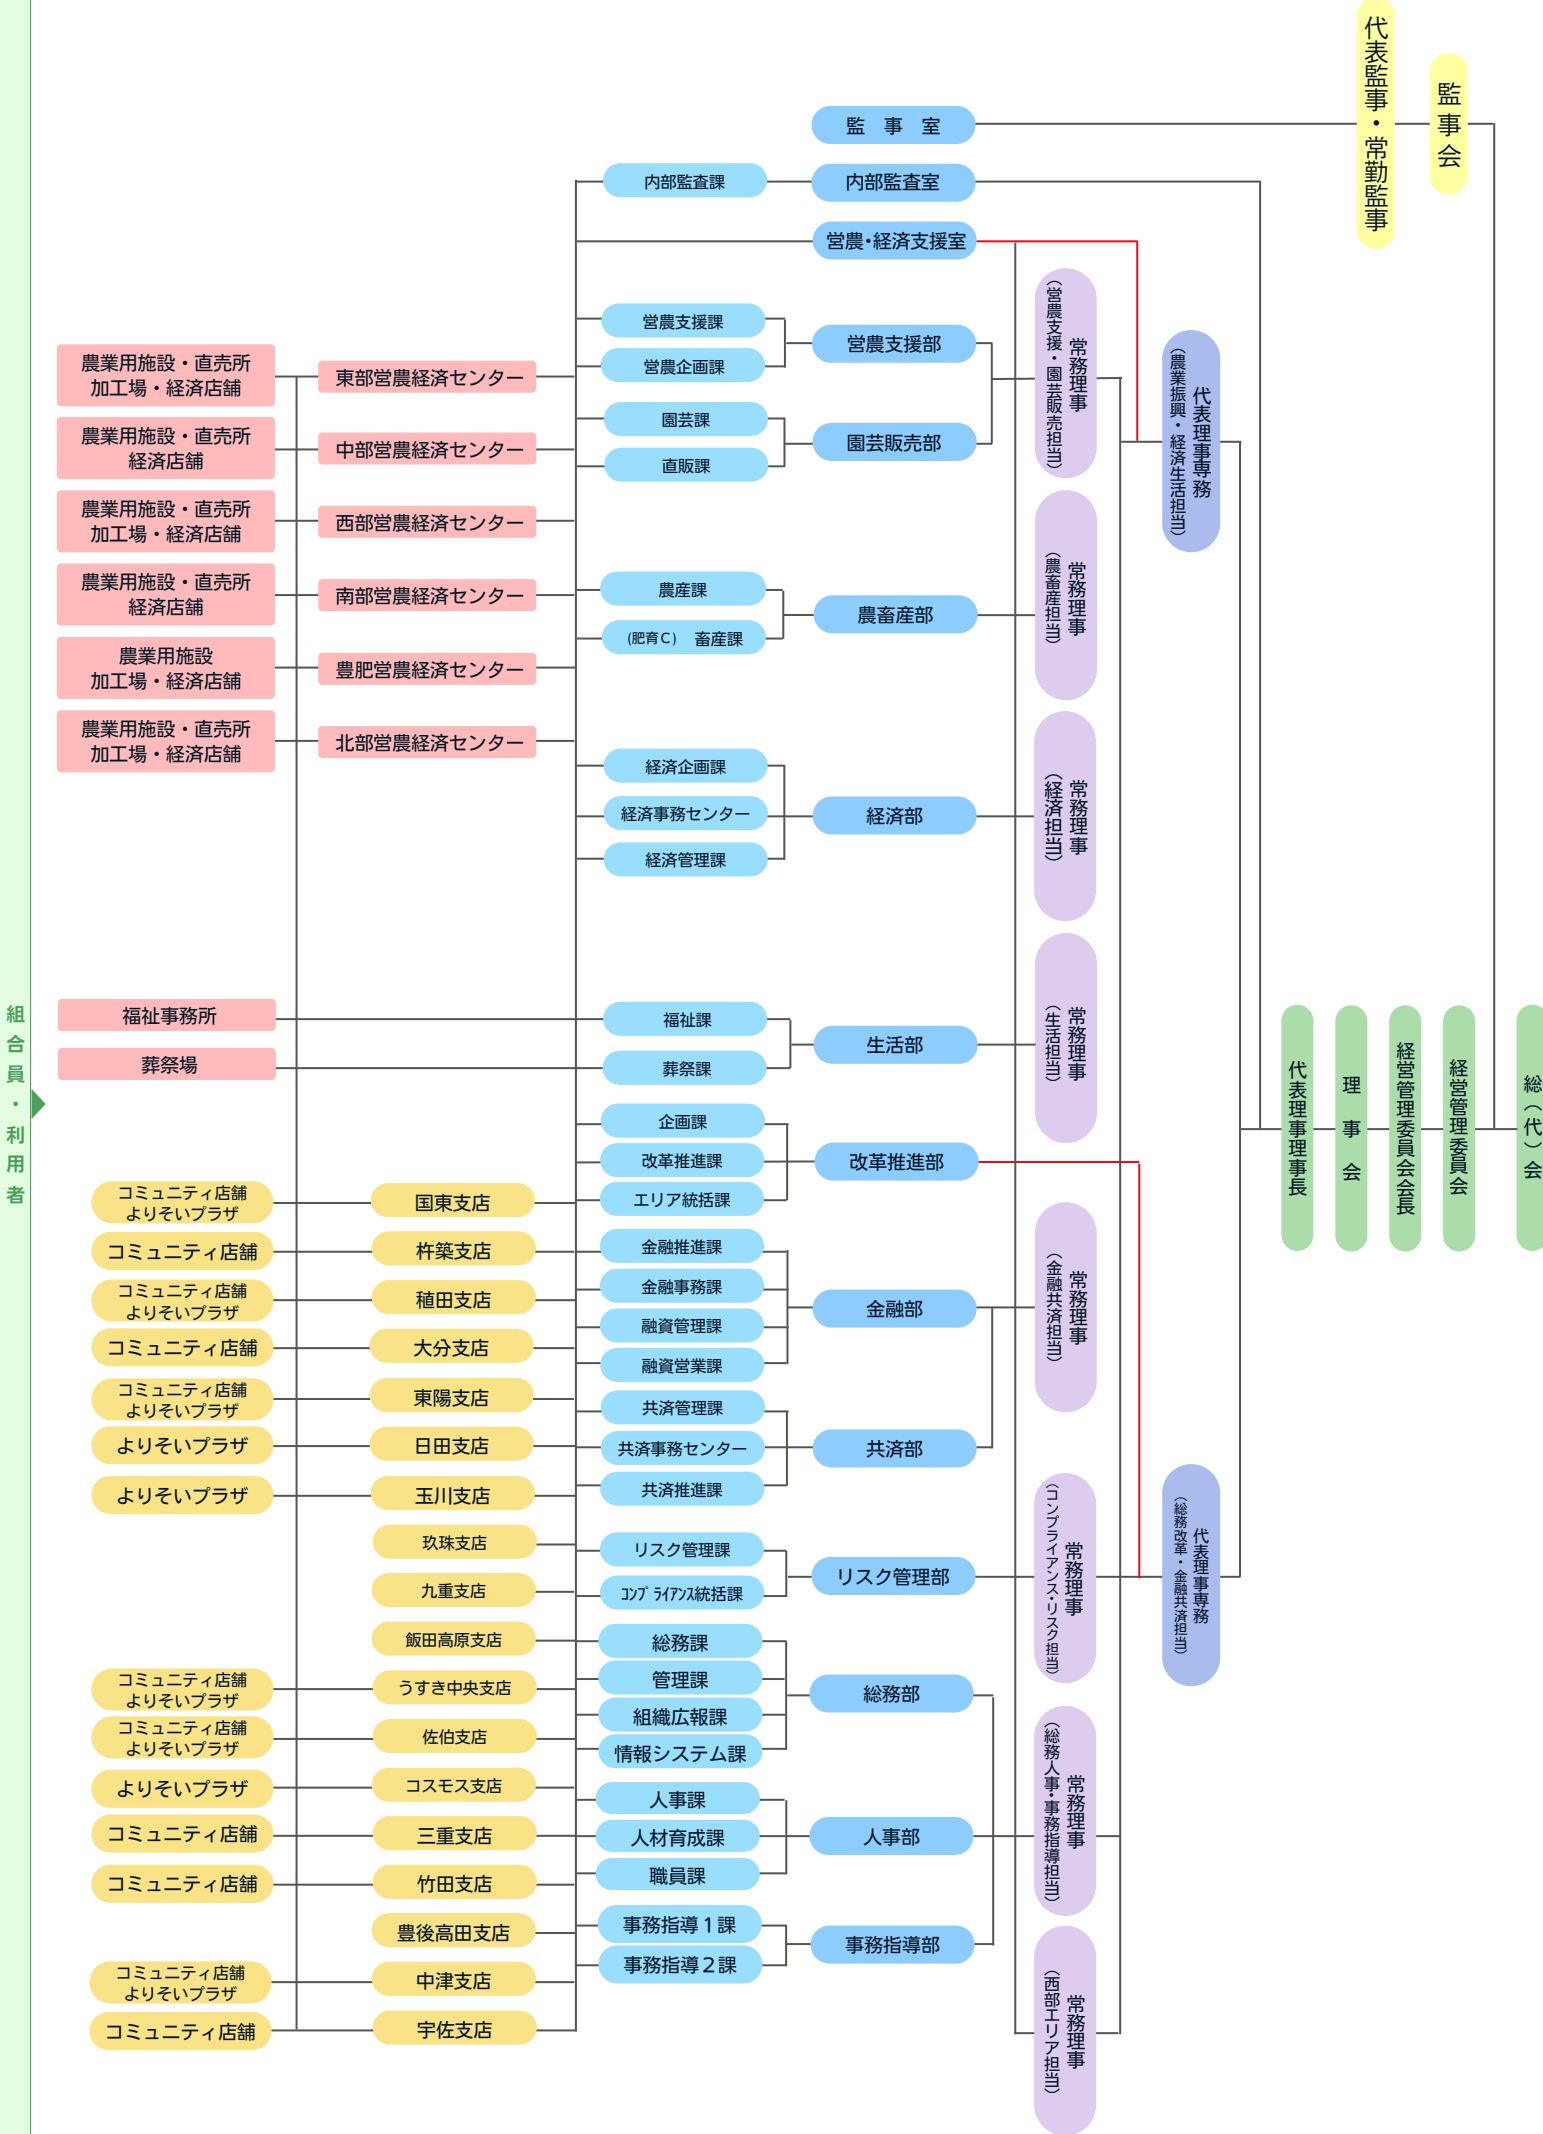 組合員・利用者
農業用施設・直売所
加工場・経済店舗
農業用施設・直売所
経済店舗
農業用施設・直売所
加工場・経済店舗
農業用施設・直売所
経済店舗
農業用施設
加工場・経済店舗
農業用施設・直売所
加工場・経済店舗
福祉事務所
葬祭場
コミュニティ店舗
よりそいプラザ
コミュニティ店舗
コミュニティ店舗
よりそいプラザ
コミュニティ店舗
コミュニティ店舗
よりそいプラザ
よりそいプラザ
よりそいプラザ
コミュニティ店舗
よりそいプラザ
コミュニティ店舗
よりそいプラザ
よりそいプラザ
コミュニティ店舗
コミュニティ店舗
コミュニティ店舗
よりそいプラザ
コミュニティ店舗
東部営農経済センター
中部営農経済センター
西部営農経済センター
南部営農経済センター
豊肥営農経済センター
北部営農経済センター
国東支店
杵築支店
稙田支店
大分支店
東陽支店
日田支店
玉川支店
玖珠支店
九重支店
飯田高原支店
うすき中央支店
佐伯支店
コスモス支店
三重支店
竹田支店
豊後高田支店
中津支店
宇佐支店
内部監査課
営農支援課
営農企画課
園芸課
直販課
農産課
(肥育C) 畜産課
経済企画課
経済事務センター
経済管理課
福祉課
葬祭課
企画課
改革推進課
エリア統括課
金融推進課
金融事務課
融資管理課
融資営業課
共済管理課
共済事務センター
共済推進課
リスク管理課
コンプライアンス統括課
総務課
管理課
組織広報課
情報システム課
人事課
人材育成課
職員課
事務指導1課
事務指導2課
監 事 室
内部監査室
営農・経済支援室
営農支援部
園芸販売部
農畜産部
経済部
生活部
改革推進部
金融部
共済部
リスク管理部
総務部
人事部
事務指導部
常務理事
(営農支援・園芸販売担当)
常務理事
(農畜産担当)
常務理事
(経済担当)
常務理事
(生活担当)
常務理事
(金融共済担当)
常務理事
(コンプライアンス・リスク担当)
常務理事
(総務人事・事務指導担当)
常務理事
(西部エリア担当)
代表理事専務
(農業振興・経済生活担当)
代表理事専務
(総務改革・金融共済担当)
代表理事理事長
理 事 会
経営管理委員会会長
経営管理委員会
総(代)会
代表監事・常勤監事
監事会